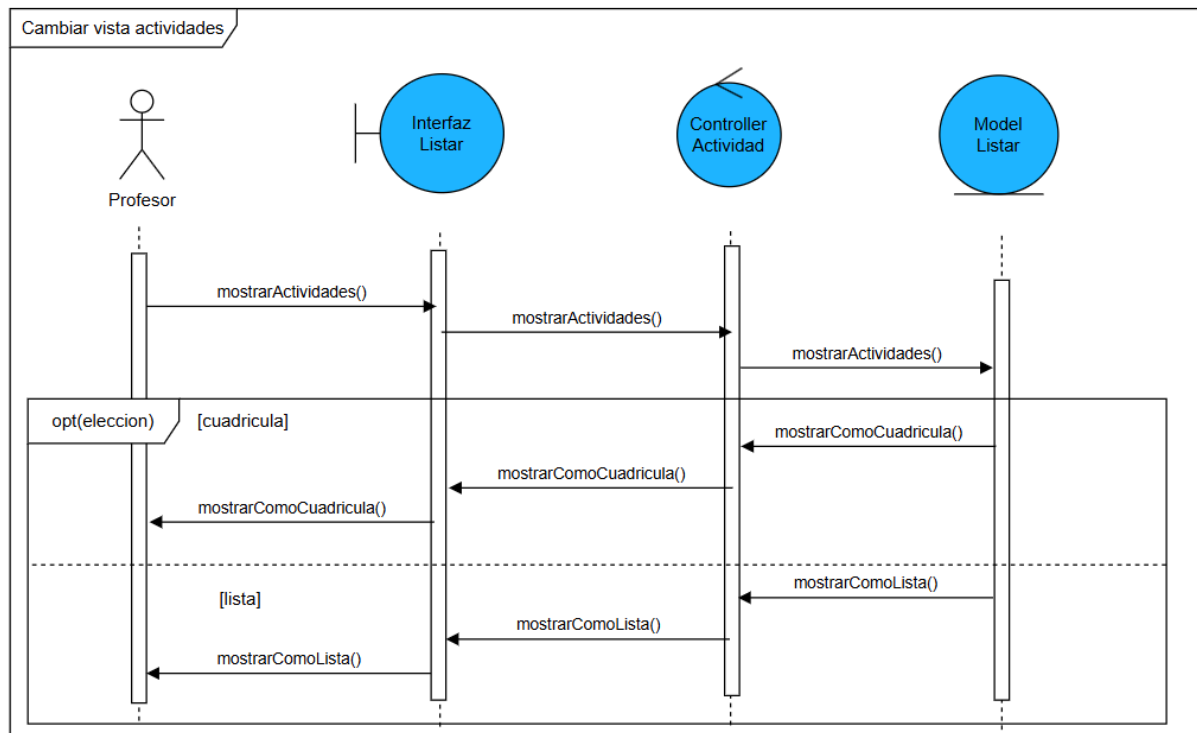 Cambiar vista actividades
Interfaz
Listar
Controller
Actividad
Model
Listar
Profesor
mostrarActividades()
mostrarActividades()
mostrarActividades()
opt(eleccion)
[cuadricula]
mostrarComoCuadricula()
mostrarComoCuadricula()
mostrarComoCuadricula()
mostrarComoLista()
[lista]
mostrarComoLista()
mostrarComoLista()